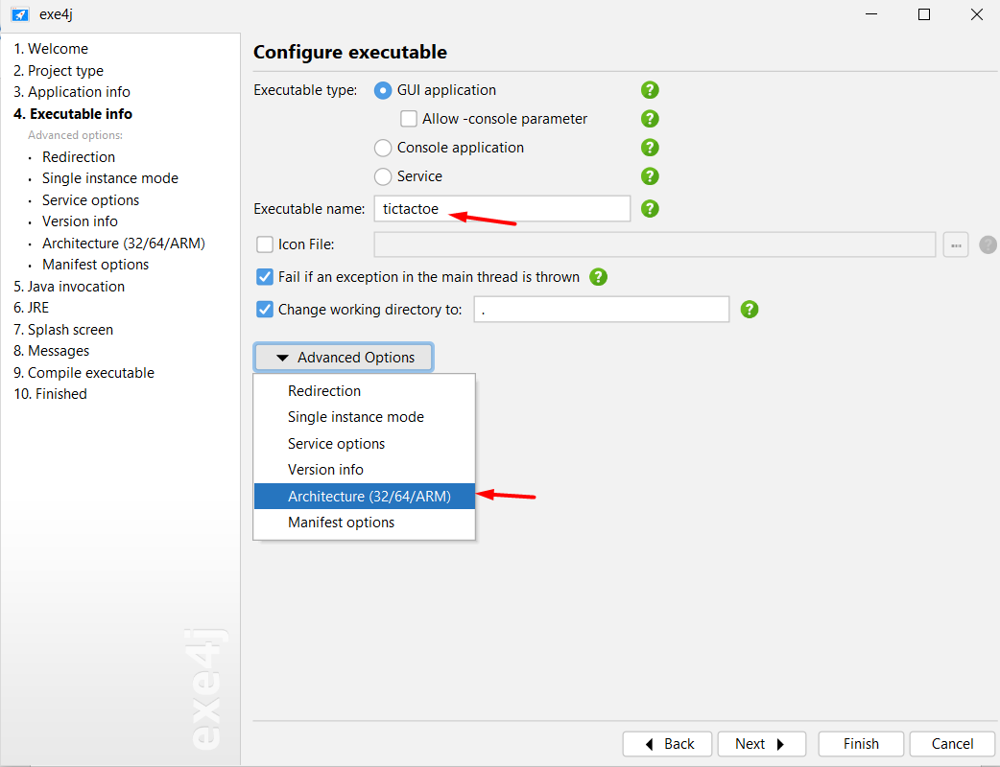 exe4j
1. Welcome
2. Project type
3. Application info
4. Executable info
Advanced options:
• Redirection
• Single instance mode
• Service options
• Version info
• Architecture (32/64/ARM)
• Manifest options
5. Java invocation
6. JRE
7. Splash screen
8. Messages
9. Compile executable
10. Finished
exe4j
Configure executable
Executable type: GUI application ?
Allow -console parameter ?
Console application ?
Service ?
Executable name: tictactoe ?
Icon File: ... ?
Fail if an exception in the main thread is thrown ?
Change working directory to: . ?
Advanced Options
Redirection
Single instance mode
Service options
Version info
Architecture (32/64/ARM)
Manifest options
Back Next Finish Cancel